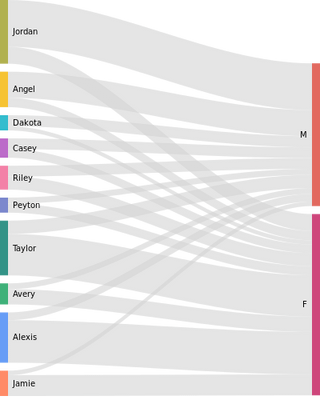 Jordan
Angel
Dakota
Casey
Riley
Peyton
Taylor
Avery
Alexis
Jamie
M
F